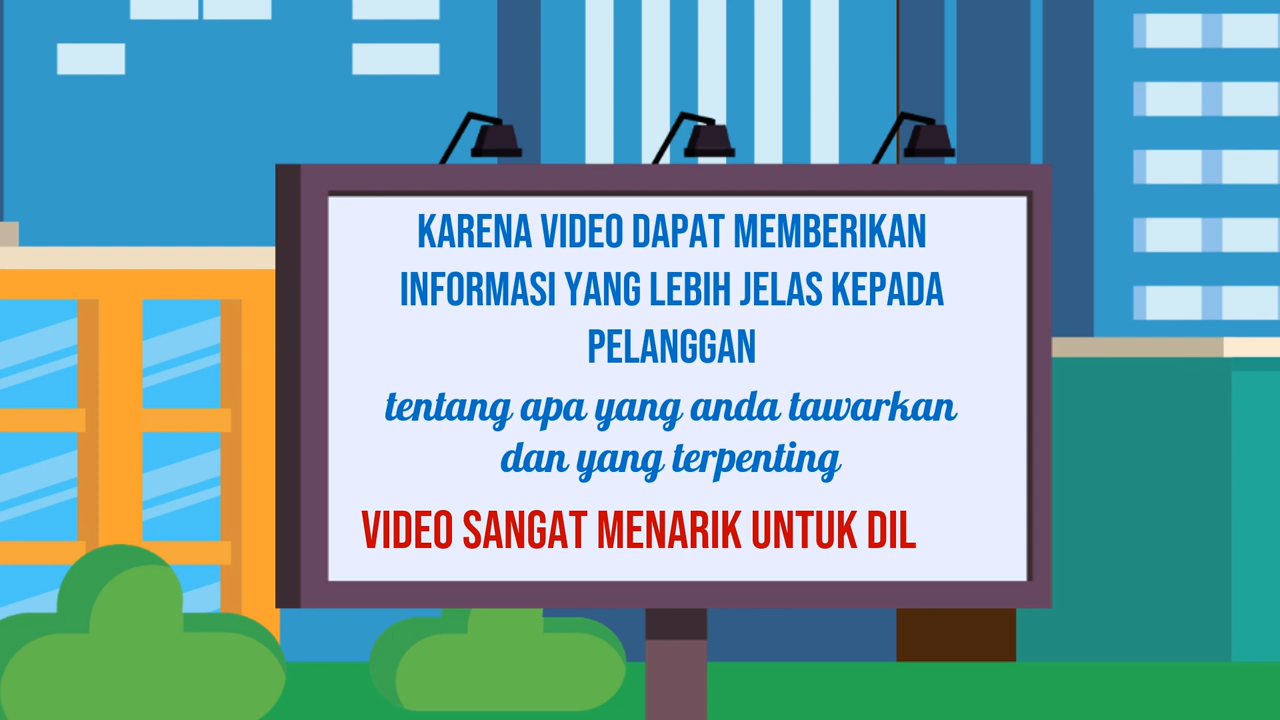 KARENA VIDEO DAPAT MEMBERIKAN
INFORMASI YANG LEBIH JELAS KEPADA
PELANGGAN
tentang apa yang anda tawarkan
dan yang terpenting
VIDEO SANGAT MENARIK UNTUK DIL